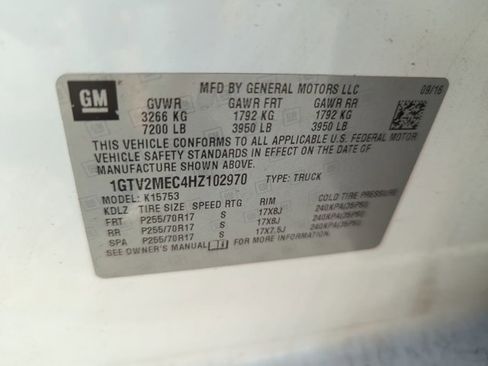 GM
MFD BY GENERAL MOTORS LLC 09/16
GVWR GAWR FRT GAWR RR
3266 KG 1792 KG 1792 KG
7200 LB 3950 LB 3950 LB
THIS VEHICLE CONFORMS TO ALL APPLICABLE U.S. FEDERAL MOTOR
VEHICLE SAFETY STANDARDS IN EFFECT ON THE DATE OF
MANUFACTURE SHOWN ABOVE.
1GTV2MEC4HZ102970 TYPE: TRUCK
MODEL: K15753
KDLZ TIRE SIZE SPEED RTG RIM COLD TIRE PRESSURE
FRT P255/70R17 S 17X8J 240KPA(35PSI)
RR P255/70R17 S 17X8J 240KPA(35PSI)
SPA P255/70R17 S 17X7.5J 240KPA(35PSI)
SEE OWNER'S MANUAL FOR MORE INFORMATION.